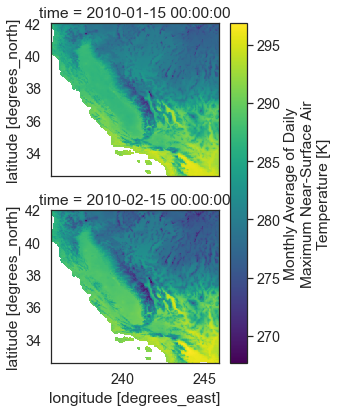 time = 2010-01-15 00:00:00
42
40
38
36
34
latitude [degrees_north]
time = 2010-02-15 00:00:00
42
40
38
36
34
latitude [degrees_north]
240
245
longitude [degrees_east]
295
290
285
280
275
270
Monthly Average of Daily
Maximum Near-Surface Air
Temperature [K]